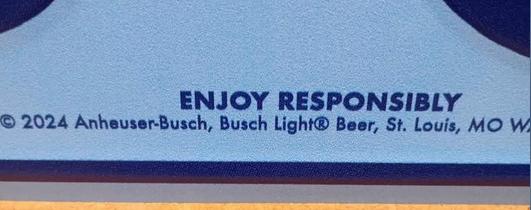 ENJOY RESPONSIBLY
© 2024 Anheuser-Busch, Busch Light® Beer, St. Louis, MO